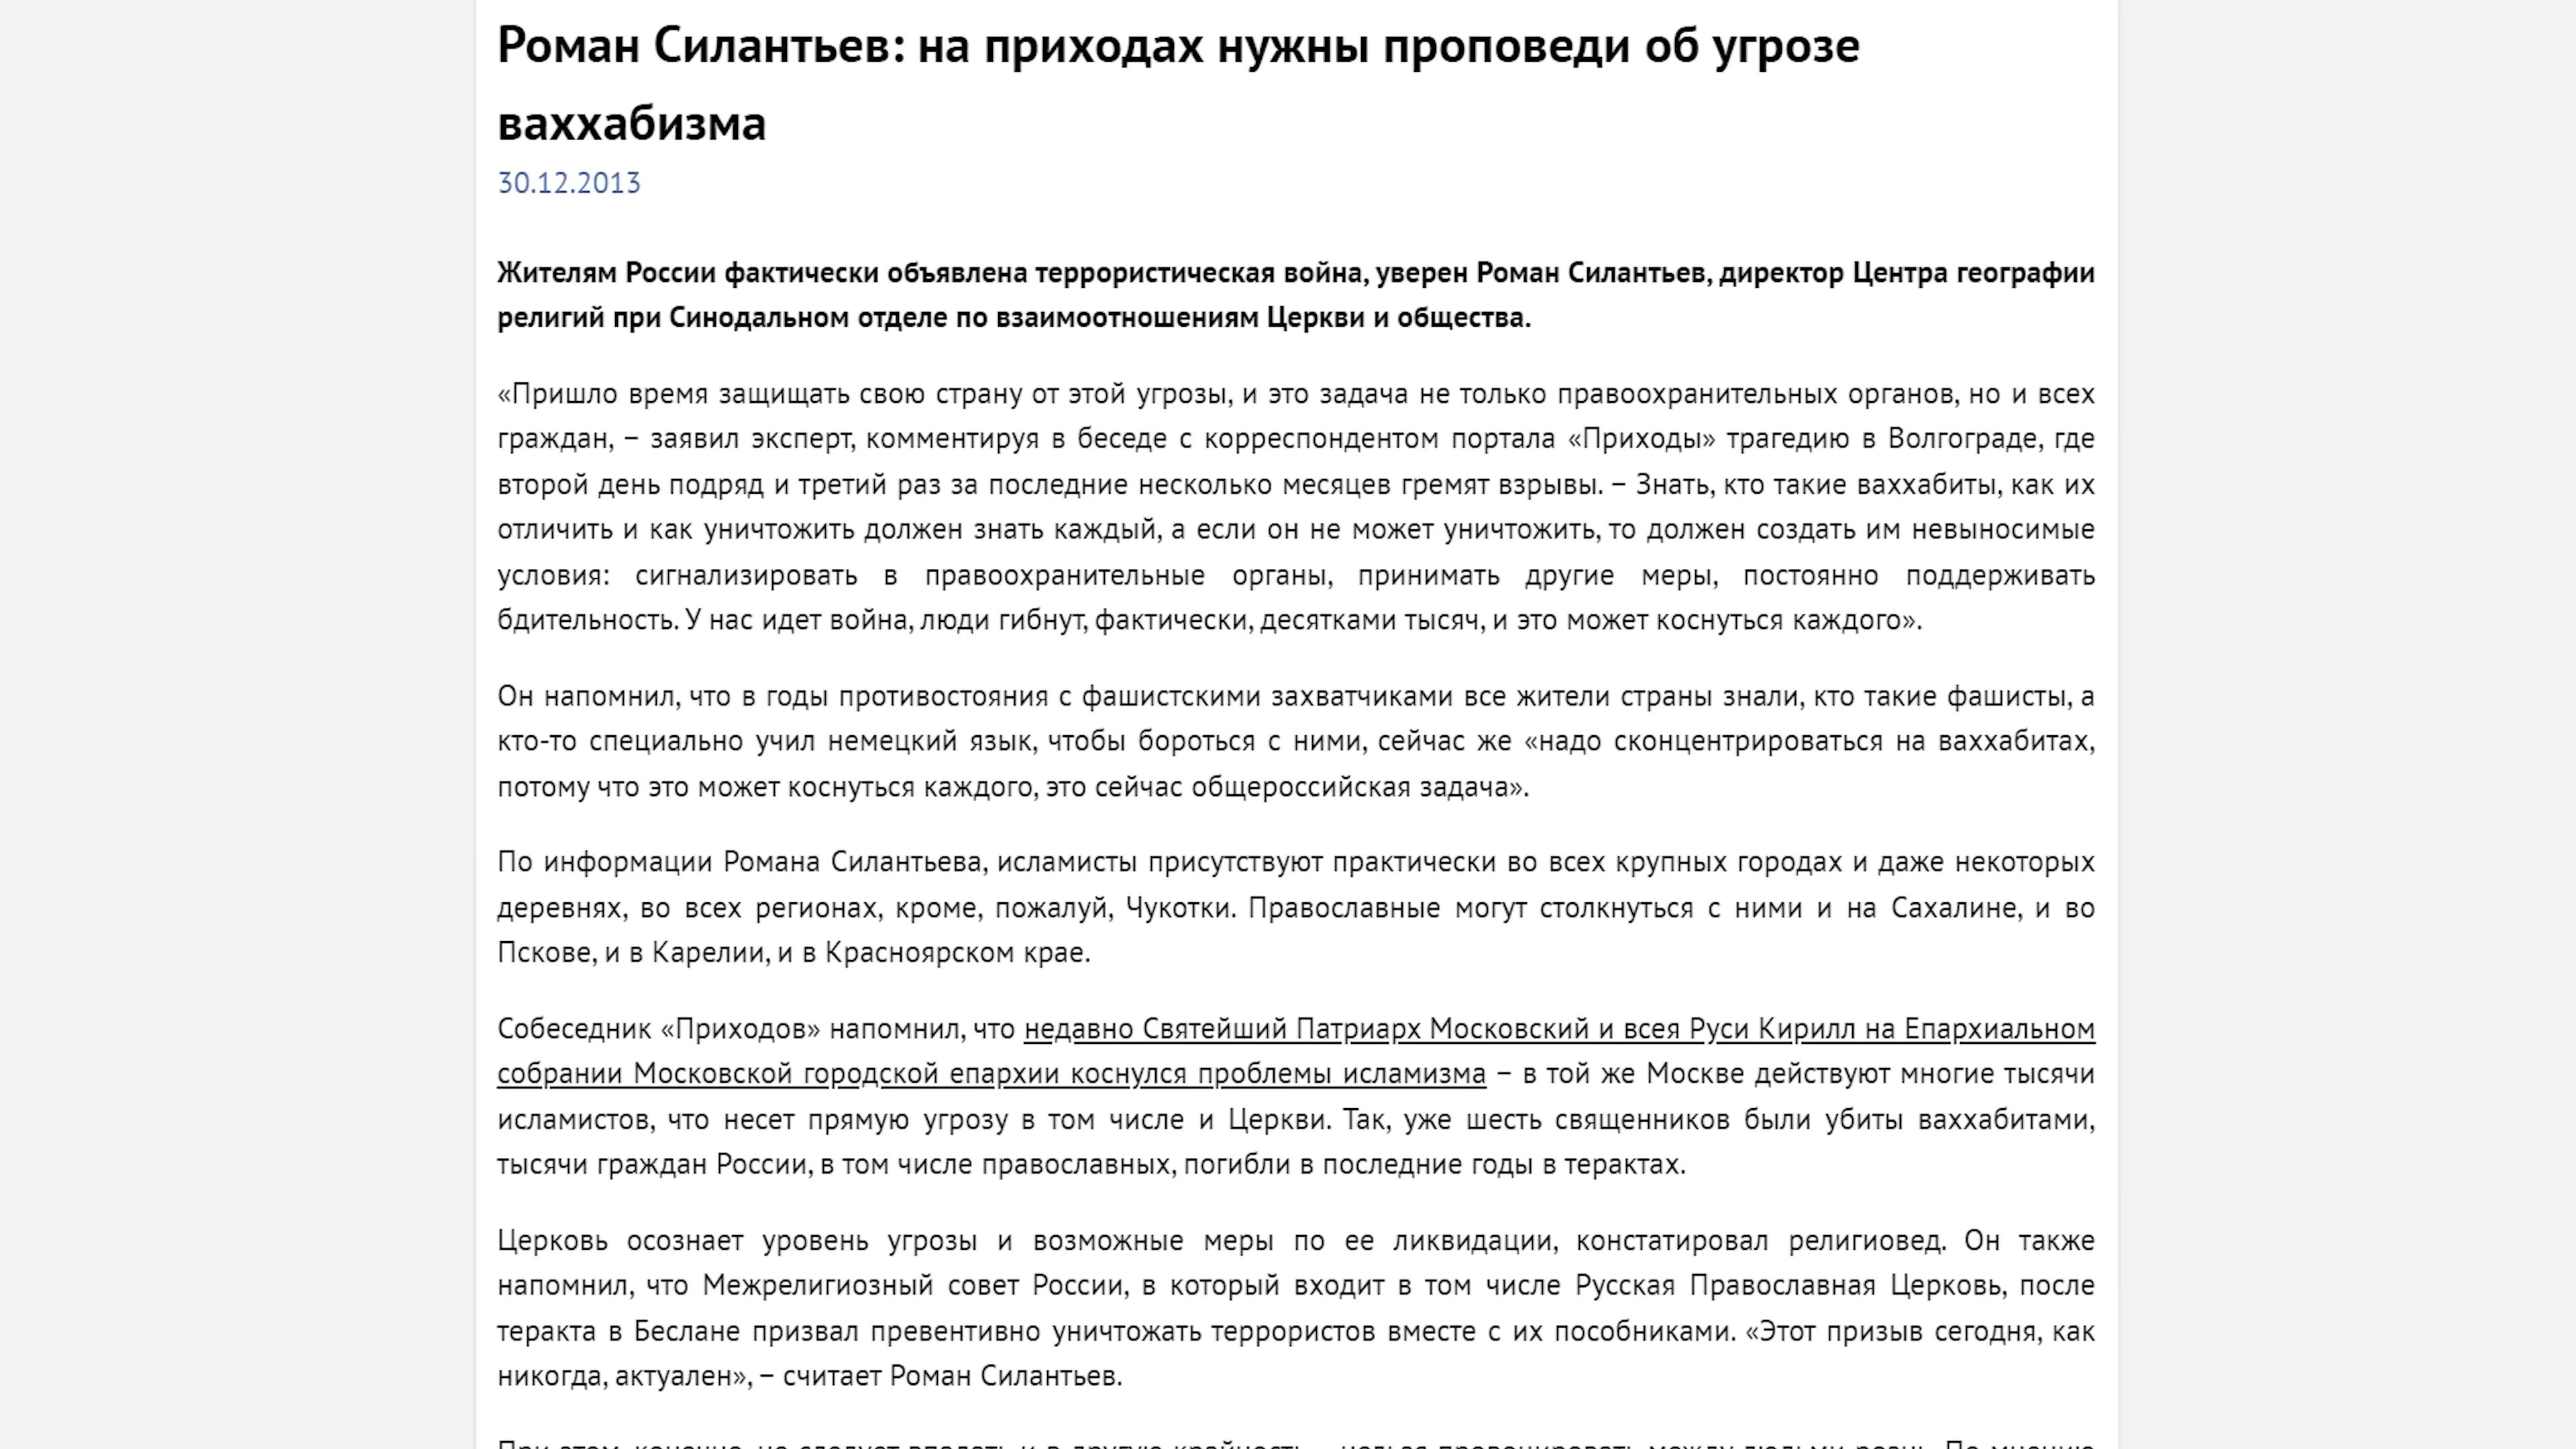 Роман Силантьев: на приходах нужны проповеди об угрозе
ваххабизма
30.12.2013
Жителям России фактически объявлена террористическая война, уверен Роман Силантьев, директор Центра географии
религий при Синодальном отделе по взаимоотношениям Церкви и общества.
«Пришло время защищать свою страну от этой угрозы, и это задача не только правоохранительных органов, но и всех
граждан, – заявил эксперт, комментируя в беседе с корреспондентом портала «Приходы» трагедию в Волгограде, где
второй день подряд и третий раз за последние несколько месяцев гремят взрывы. – Знать, кто такие ваххабиты, как их
отличить и как уничтожить должен знать каждый, а если он не может уничтожить, то должен создать им невыносимые
условия: сигнализировать в правоохранительные органы, принимать другие меры, постоянно поддерживать
бдительность. У нас идет война, люди гибнут, фактически, десятками тысяч, и это может коснуться каждого».
Он напомнил, что в годы противостояния с фашистскими захватчиками все жители страны знали, кто такие фашисты, а
кто-то специально учил немецкий язык, чтобы бороться с ними, сейчас же «надо сконцентрироваться на ваххабитах,
потому что это может коснуться каждого, это сейчас общероссийская задача».
По информации Романа Силантьева, исламисты присутствуют практически во всех крупных городах и даже некоторых
деревнях, во всех регионах, кроме, пожалуй, Чукотки. Православные могут столкнуться с ними и на Сахалине, и во
Пскове, и в Карелии, и в Красноярском крае.
Собеседник «Приходов» напомнил, что недавно Святейший Патриарх Московский и всея Руси Кирилл на Епархиальном
собрании Московской городской епархии коснулся проблемы исламизма – в той же Москве действуют многие тысячи
исламистов, что несет прямую угрозу в том числе и Церкви. Так, уже шесть священников были убиты ваххабитами,
тысячи граждан России, в том числе православных, погибли в последние годы в терактах.
Церковь осознает уровень угрозы и возможные меры по ее ликвидации, констатировал религиовед. Он также
напомнил, что Межрелигиозный совет России, в который входит в том числе Русская Православная Церковь, после
теракта в Беслане призвал превентивно уничтожать террористов вместе с их пособниками. «Этот призыв сегодня, как
никогда, актуален», – считает Роман Силантьев.